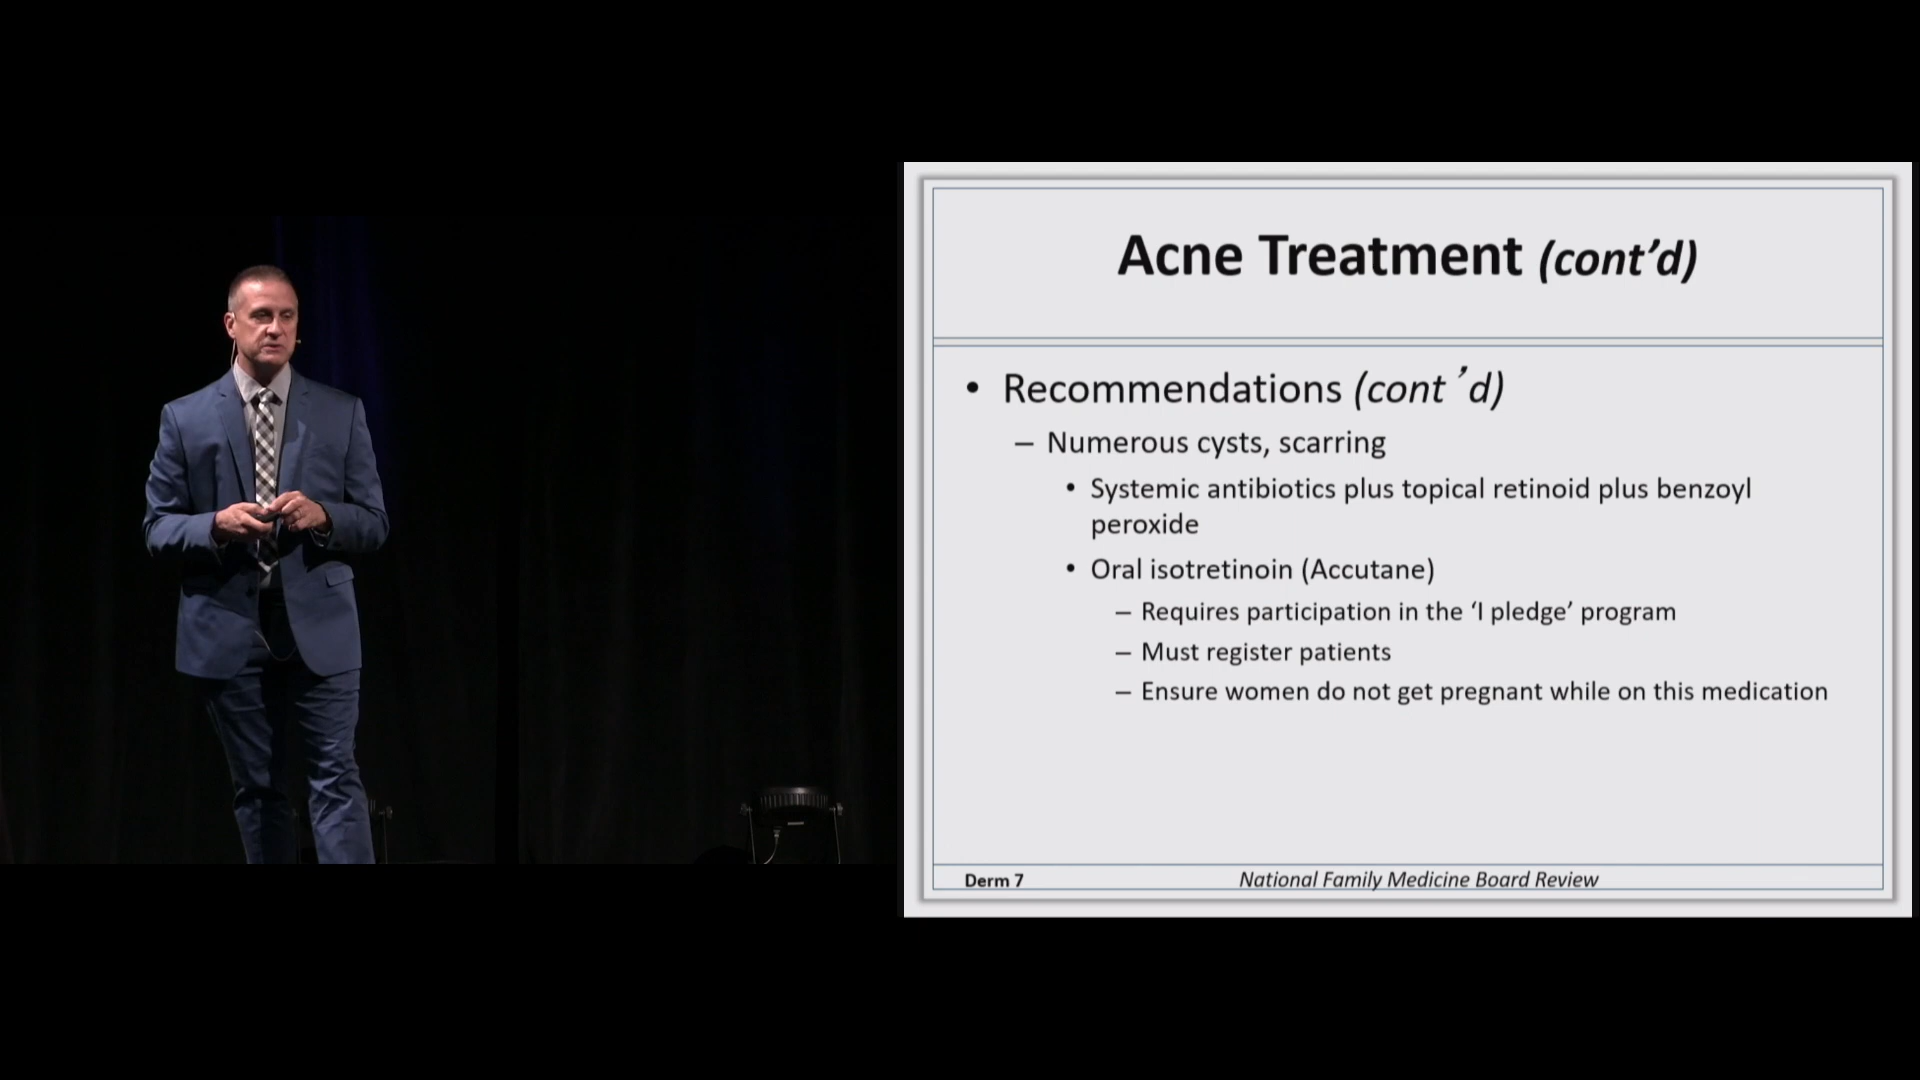 Acne Treatment (cont’d)
• Recommendations (cont’d)
– Numerous cysts, scarring
• Systemic antibiotics plus topical retinoid plus benzoyl
peroxide
• Oral isotretinoin (Accutane)
– Requires participation in the ‘I pledge’ program
– Must register patients
– Ensure women do not get pregnant while on this medication
Derm 7
National Family Medicine Board Review